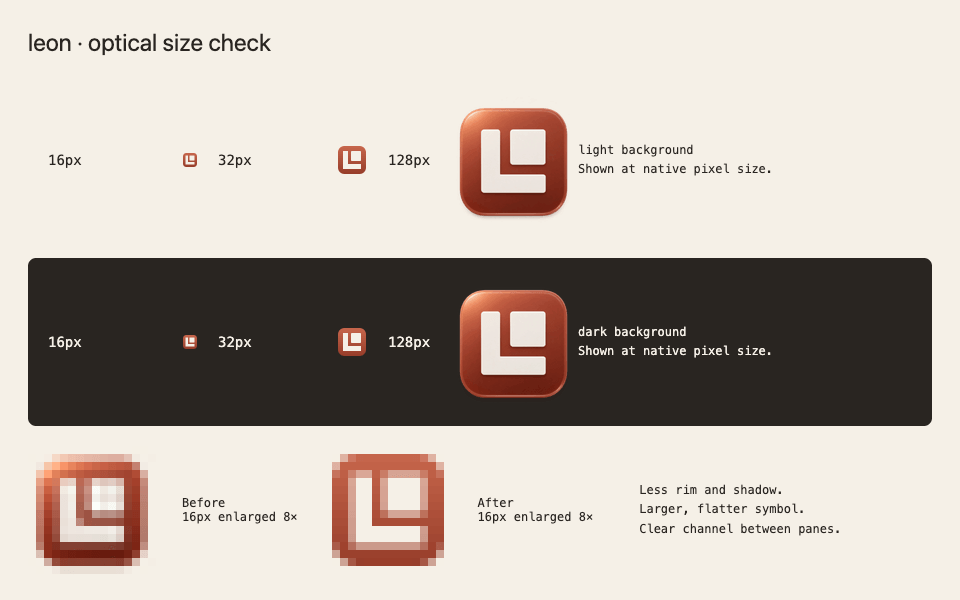 leon · optical size check
16px
32px
128px
light background
Shown at native pixel size.
16px
32px
128px
dark background
Shown at native pixel size.
Before
16px enlarged 8×
After
16px enlarged 8×
Less rim and shadow.
Larger, flatter symbol.
Clear channel between panes.